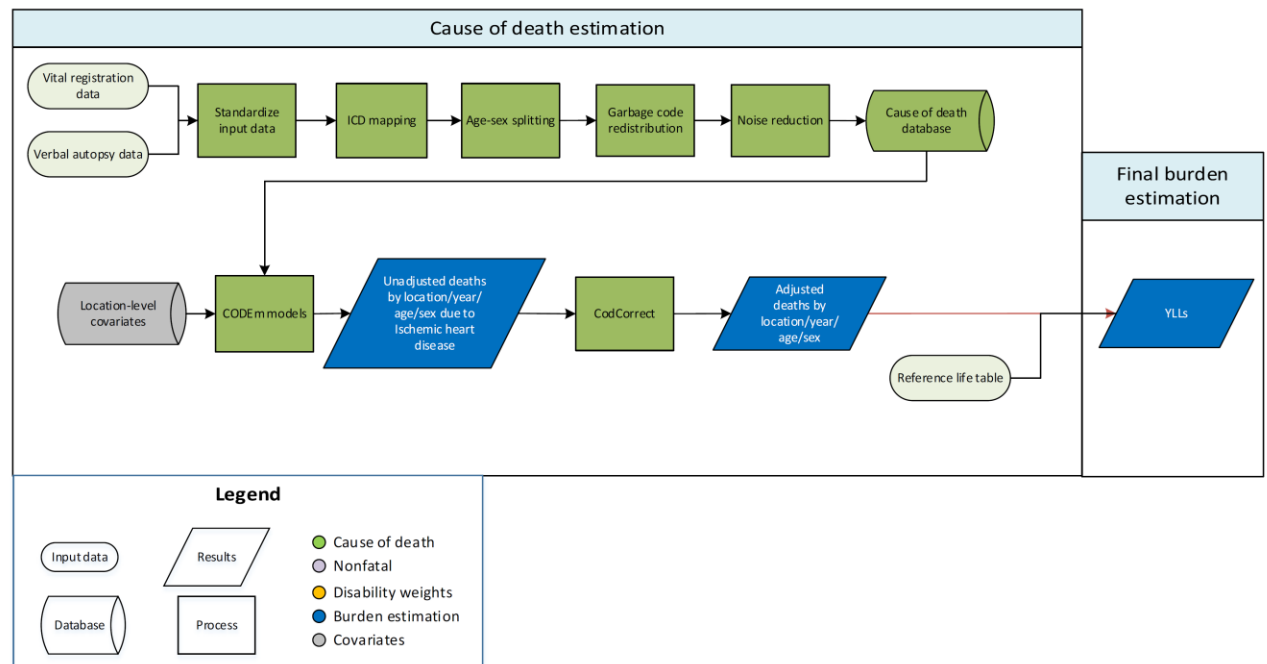 Cause of death estimation
Vital registration
data
Verbal autopsy data
Standardize
input data
ICD mapping
Age-sex splitting
Garbage code
redistribution
Noise reduction
Cause of death
database
Final burden
estimation
Location-level
covariates
CODEm models
Unadjusted deaths
by location/year/
age/sex due to
Ischemic heart
disease
CodCorrect
Adjusted
deaths by
location/year/
age/sex
Reference life table
YLLs
Legend
Input data
Results
Database
Process
Cause of death
Nonfatal
Disability weights
Burden estimation
Covariates